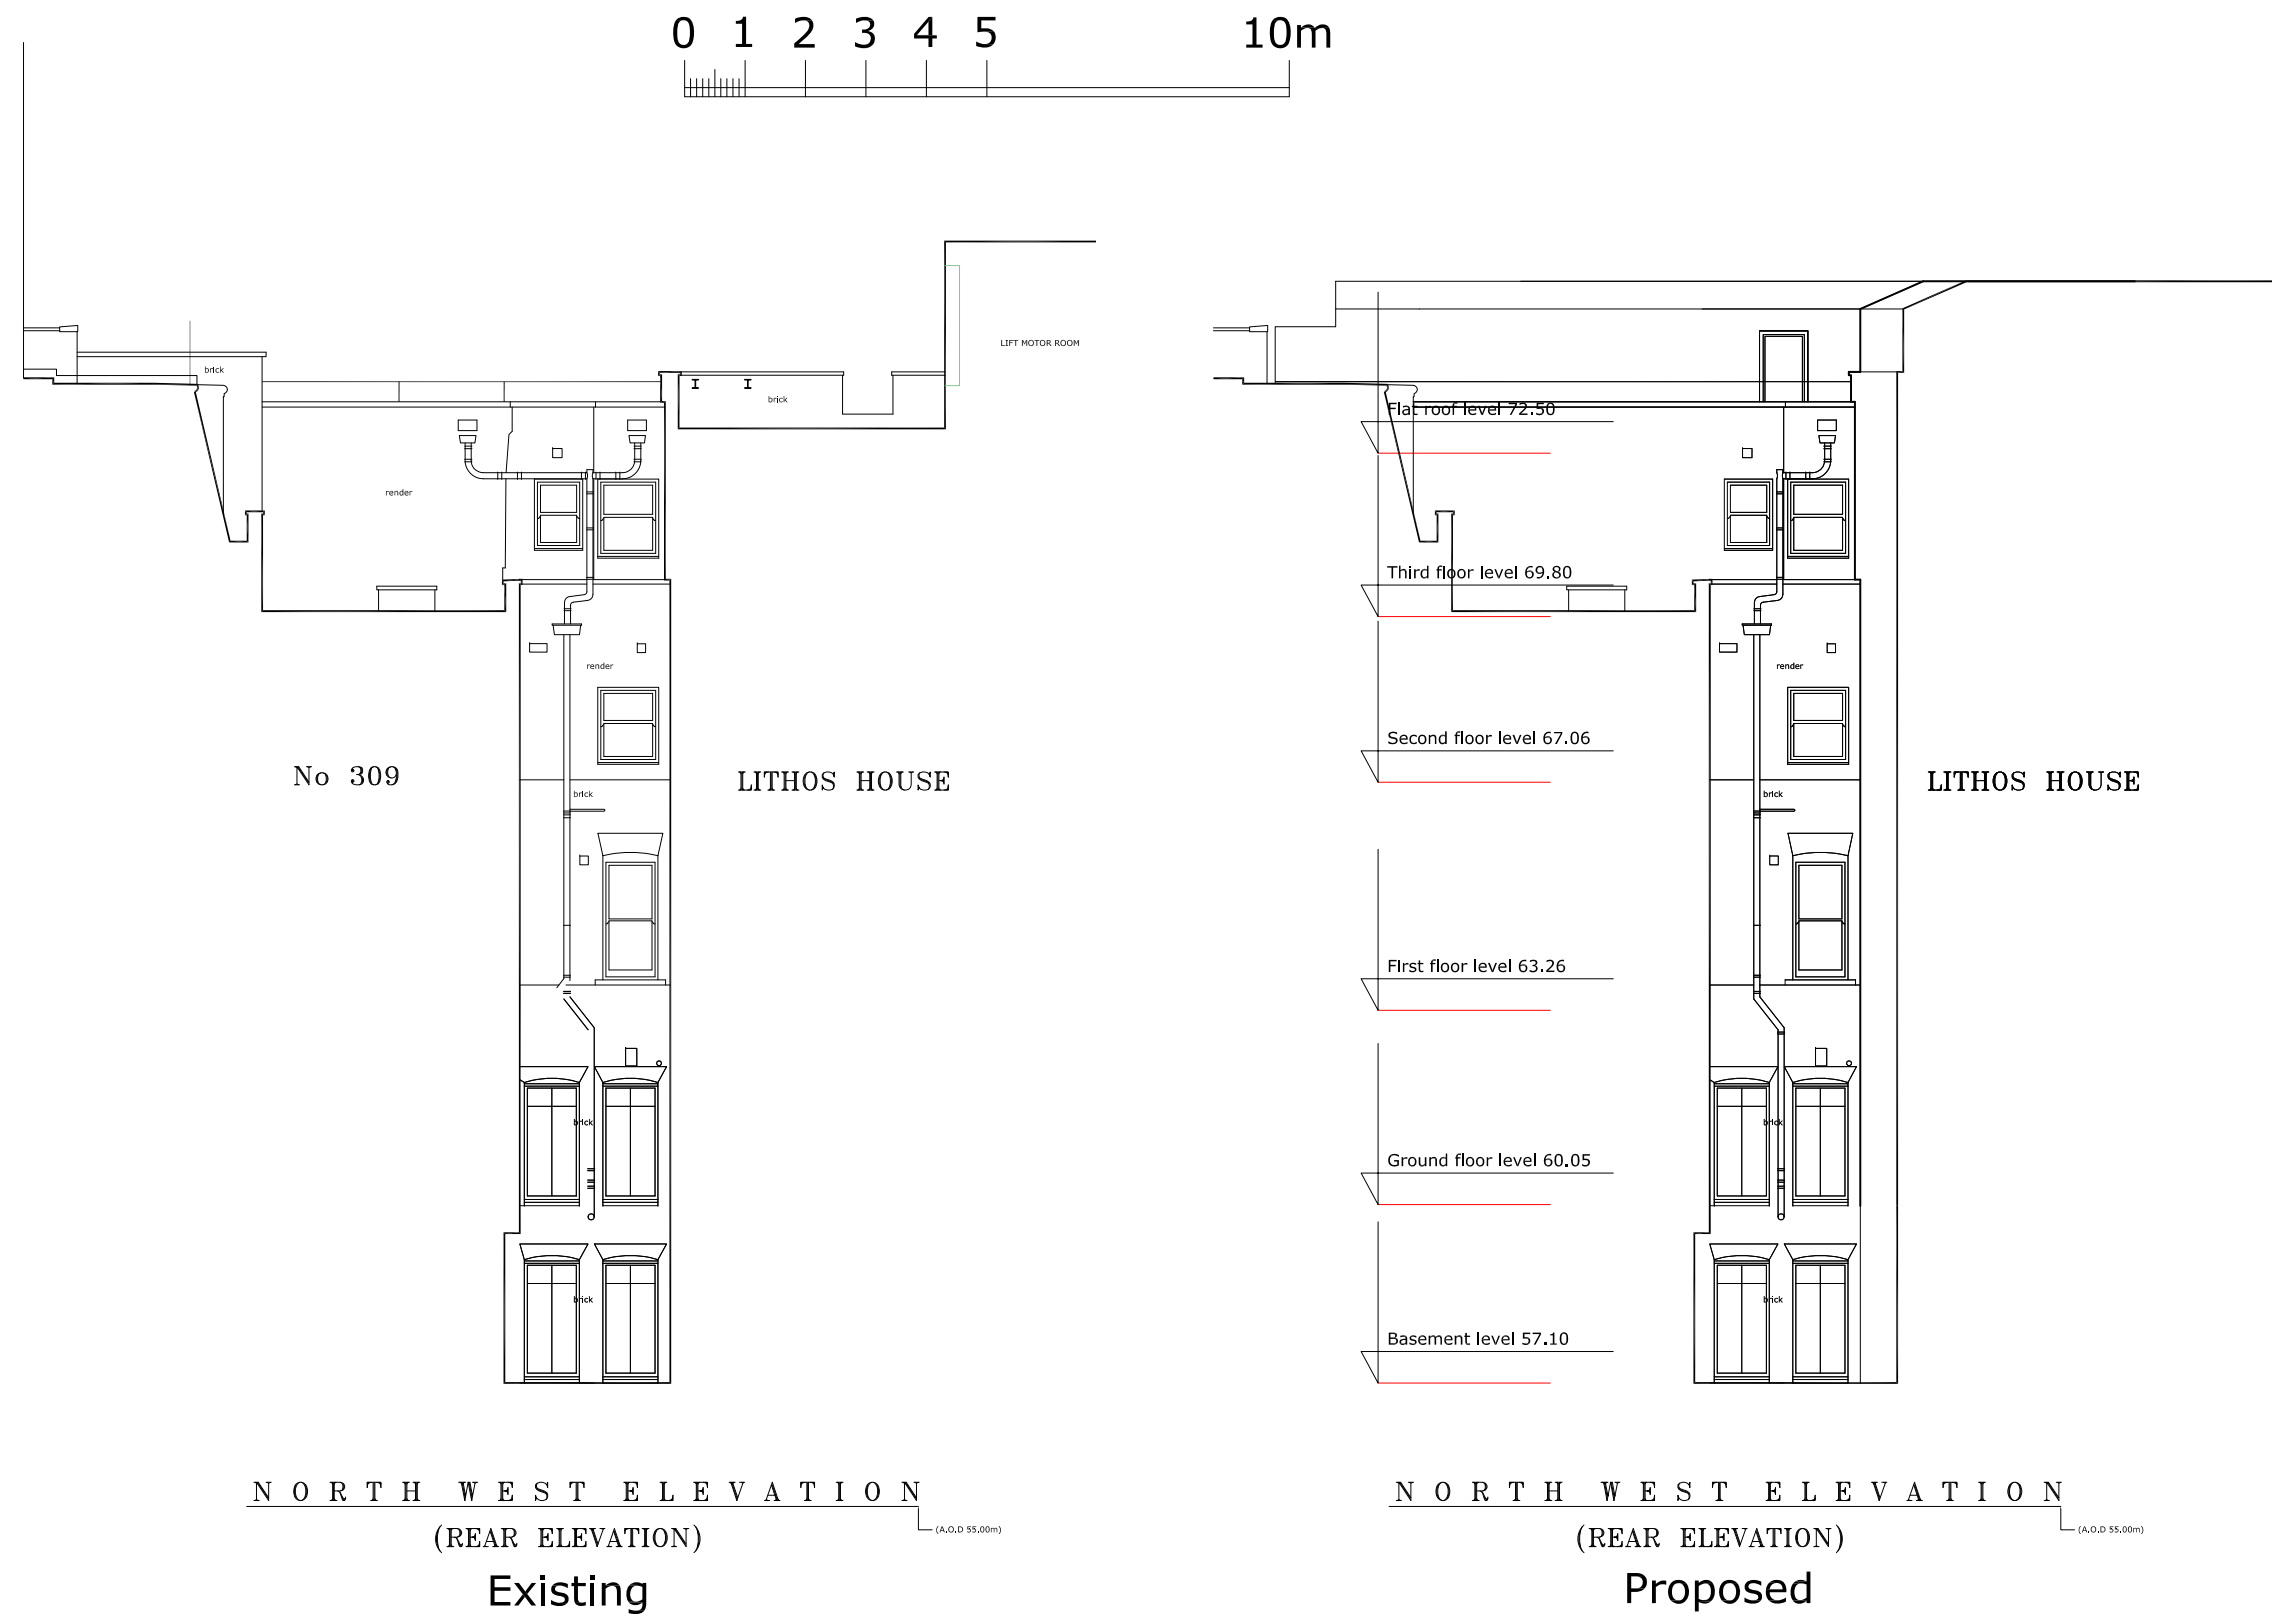 0 1 2 3 4 5 10m
LIFT MOTOR ROOM
brick
brick
render
render
No 309
LITHOS HOUSE
brick
brick
brick
NORTH WEST ELEVATION
(REAR ELEVATION)
(A.O.D 55.00m)
Existing
Flat roof level 72.50
Third floor level 69.80
render
Second floor level 67.06
LITHOS HOUSE
brick
First floor level 63.26
brick
Ground floor level 60.05
brick
Basement level 57.10
NORTH WEST ELEVATION
(REAR ELEVATION)
(A.O.D 55.00m)
Proposed